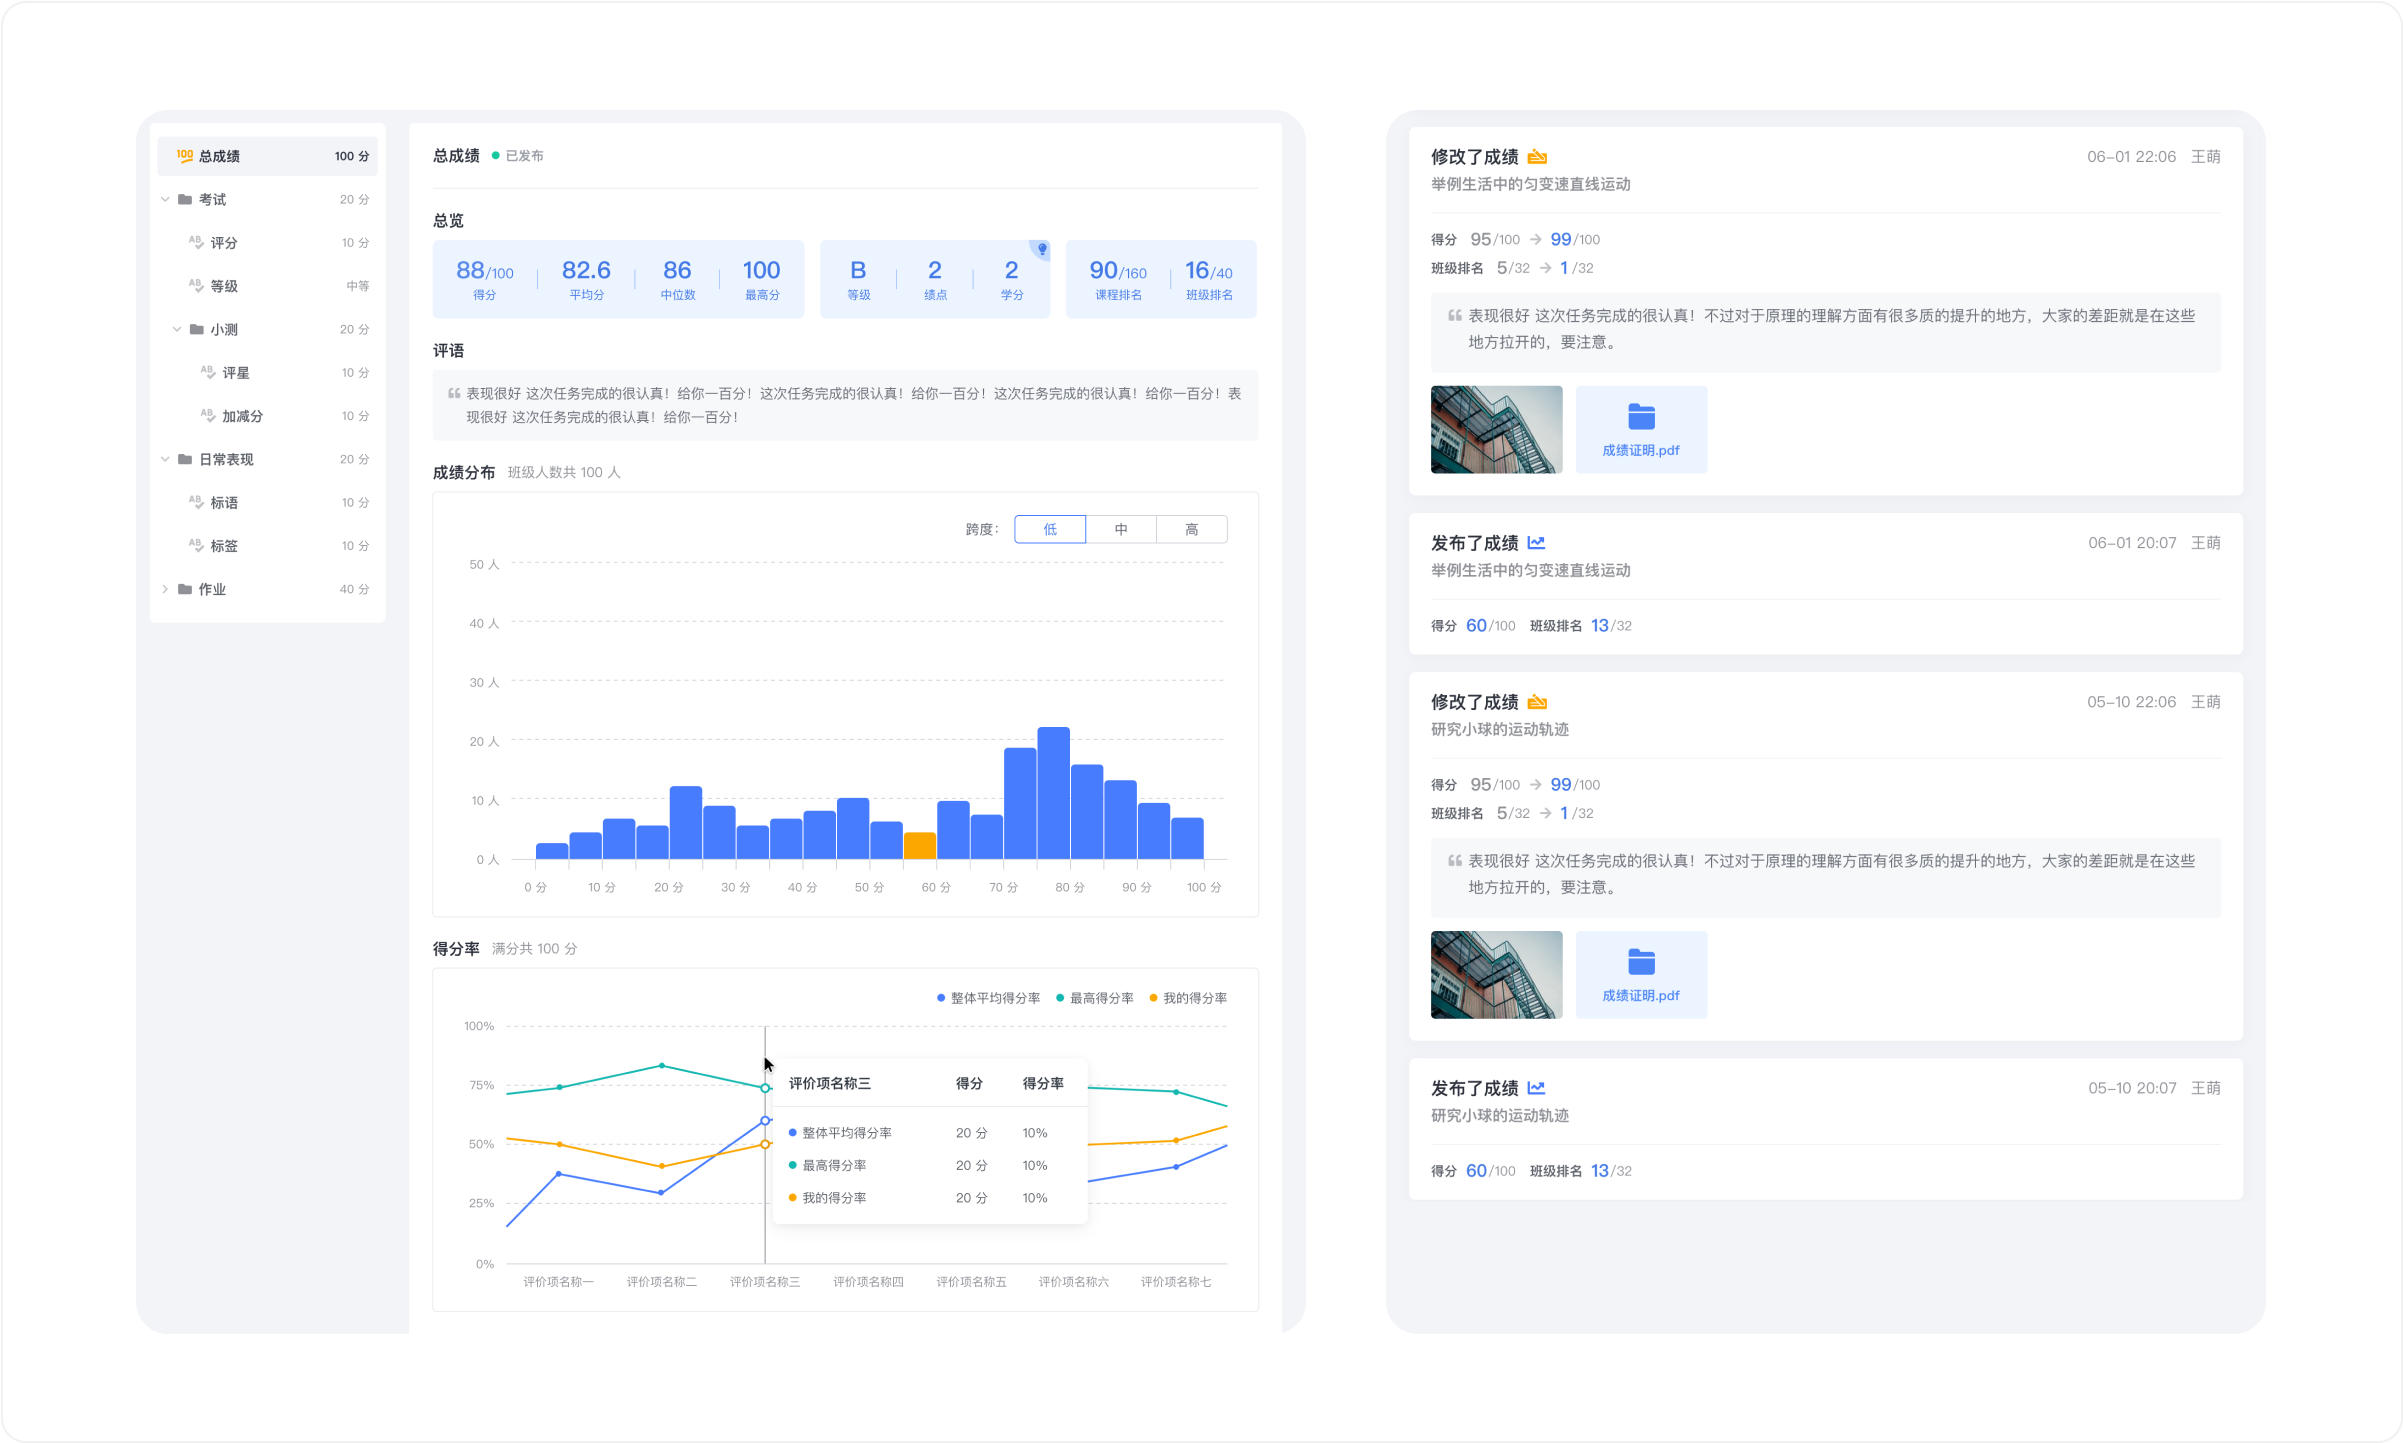 总成绩 100 分
考试 20 分
评分 10 分
等级 中等
小测 20 分
评星 10 分
加减分 10 分
日常表现 20 分
标语 10 分
标签 10 分
作业 40 分
总成绩 已发布
总览
88/100 82.6 86 100 B 2 2 90/160 16/40
得分 平均分 中位数 最高分 等级 绩点 学分 课程排名 班级排名
评语
表现很好 这次任务完成的很认真！给你一百分！这次任务完成的很认真！给你一百分！这次任务完成的很认真！给你一百分！表
现很好 这次任务完成的很认真！给你一百分！
成绩分布 班级人数共 100 人
跨度： 低 中 高
50 人
40 人
30 人
20 人
10 人
0 人
0 分 10 分 20 分 30 分 40 分 50 分 60 分 70 分 80 分 90 分 100 分
得分率 满分共 100 分
整体平均得分率 最高得分率 我的得分率
100%
75%
50%
25%
0%
评价项名称三 得分 得分率
整体平均得分率 20 分 10%
最高得分率 20 分 10%
我的得分率 20 分 10%
评价项名称一 评价项名称二 评价项名称三 评价项名称四 评价项名称五 评价项名称六 评价项名称七
修改了成绩 06-01 22:06 王萌
举例生活中的匀变速直线运动
得分 95/100 → 99/100
班级排名 5/32 → 1/32
表现很好 这次任务完成的很认真！不过对于原理的理解方面有很多质的提升的地方，大家的差距就是在这些
地方拉开的，要注意。
成绩证明.pdf
发布了成绩 06-01 20:07 王萌
举例生活中的匀变速直线运动
得分 60/100 班级排名 13/32
修改了成绩 05-10 22:06 王萌
研究小球的运动轨迹
得分 95/100 → 99/100
班级排名 5/32 → 1/32
表现很好 这次任务完成的很认真！不过对于原理的理解方面有很多质的提升的地方，大家的差距就是在这些
地方拉开的，要注意。
成绩证明.pdf
发布了成绩 05-10 20:07 王萌
研究小球的运动轨迹
得分 60/100 班级排名 13/32